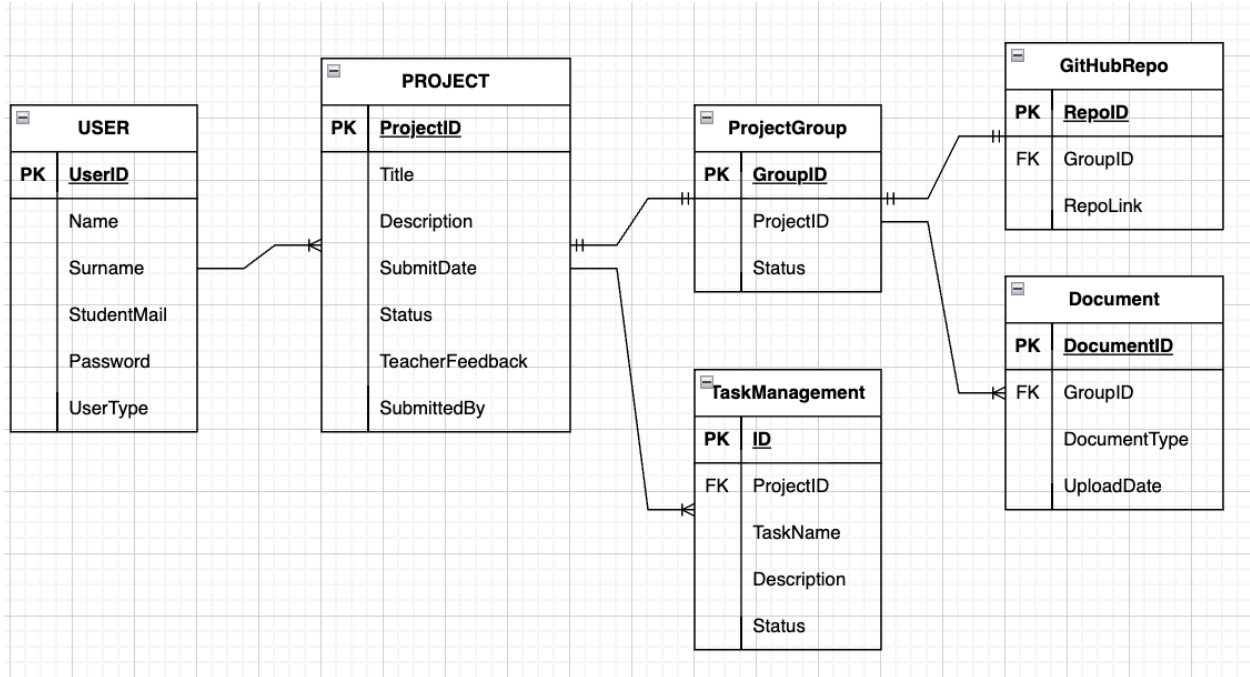 USER
PK UserID
Name
Surname
StudentMail
Password
UserType
PROJECT
PK ProjectID
Title
Description
SubmitDate
Status
TeacherFeedback
SubmittedBy
ProjectGroup
PK GroupID
ProjectID
Status
TaskManagement
PK ID
FK ProjectID
TaskName
Description
Status
GitHubRepo
PK RepoID
FK GroupID
RepoLink
Document
PK DocumentID
FK GroupID
DocumentType
UploadDate